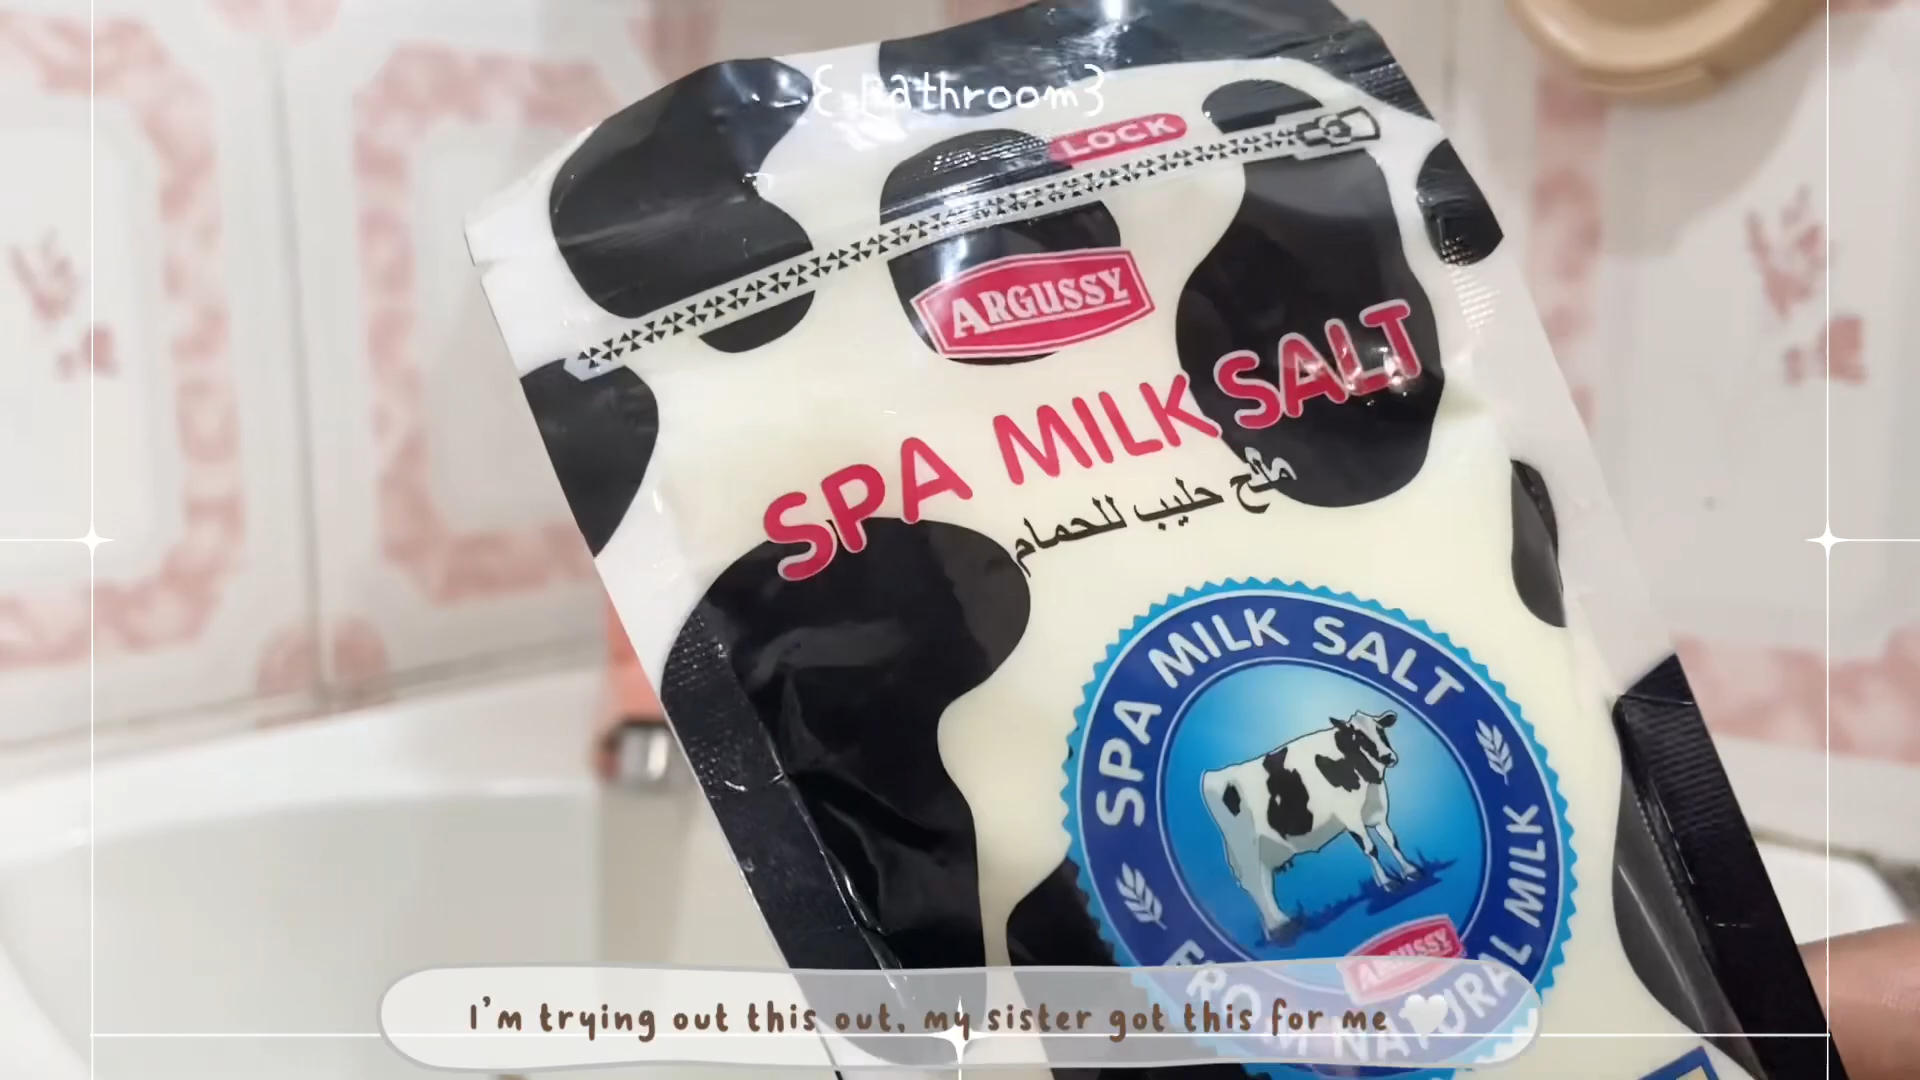 { Bathroom}
LOCK
ARGUSSY
SPA MILK SALT
ملح حليب للحمام
SPA MILK SALT
FROM NATURAL MILK
ARGUSSY
I'm trying out this out, my sister got this for me